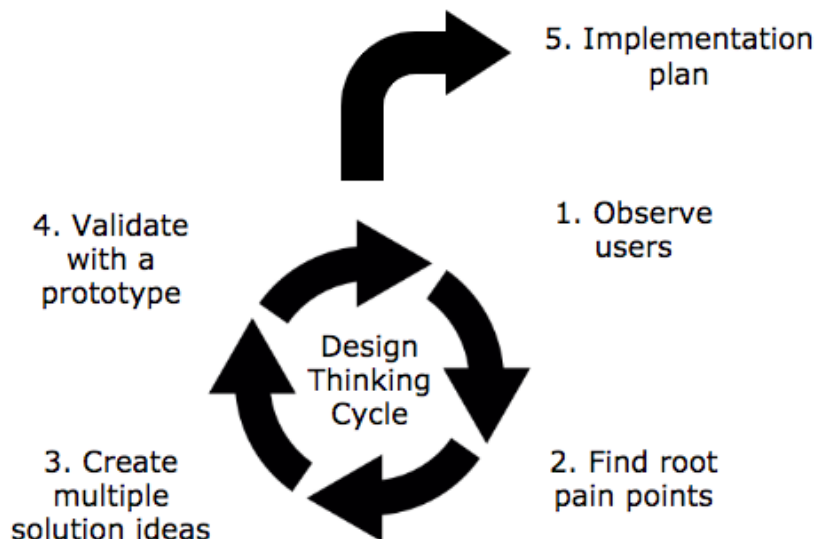 5. Implementation
plan
1. Observe
users
2. Find root
pain points
3. Create
multiple
solution ideas
4. Validate
with a
prototype
Design
Thinking
Cycle